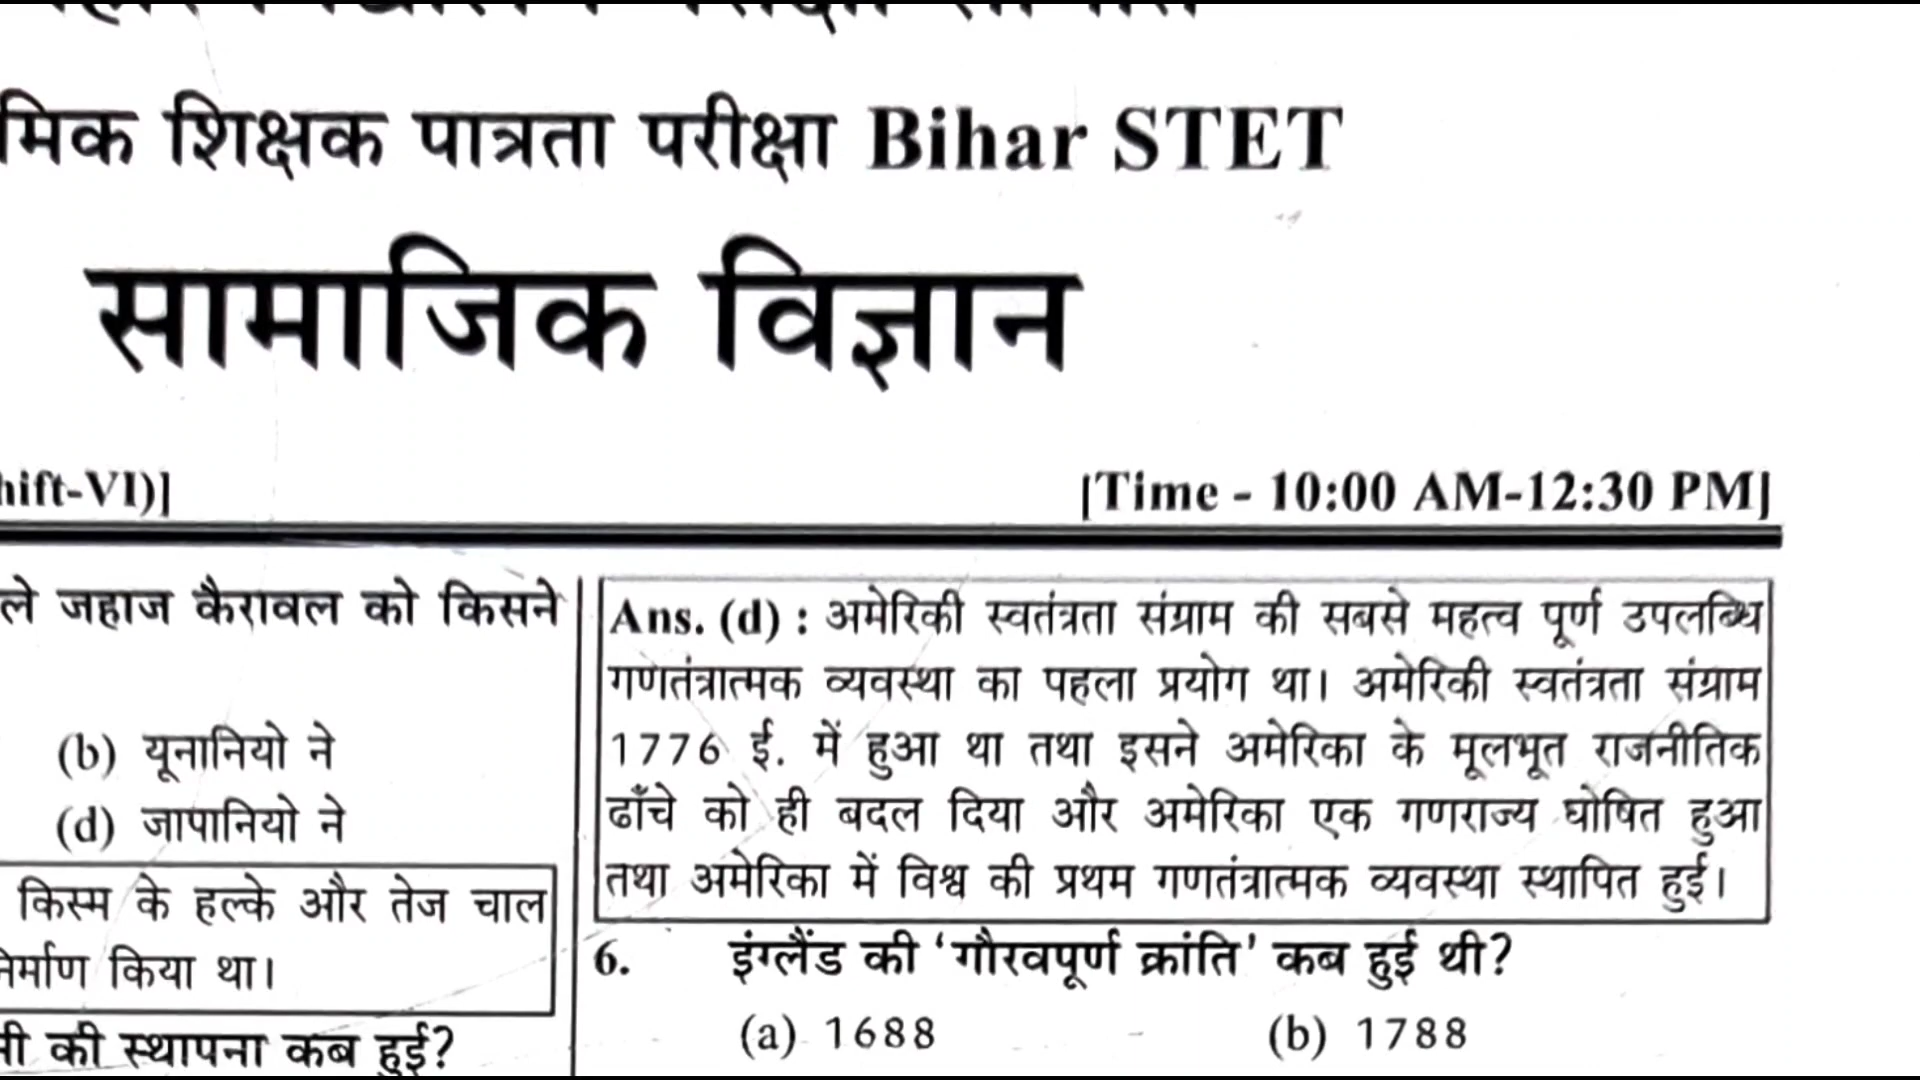 मिक शिक्षक पात्रता परीक्षा Bihar STET
सामाजिक विज्ञान
hift-VI)]
[Time - 10:00 AM-12:30 PM]
ले जहाज कैरावल को किसने
(b) यूनानियो ने
(d) जापानियो ने
किस्म के हल्के और तेज चाल
निर्माण किया था।
की स्थापना कब हुई?
Ans. (d) : अमेरिकी स्वतंत्रता संग्राम की सबसे महत्व पूर्ण उपलब्धि
गणतंत्रात्मक व्यवस्था का पहला प्रयोग था। अमेरिकी स्वतंत्रता संग्राम
1776 ई. में हुआ था तथा इसने अमेरिका के मूलभूत राजनीतिक
ढाँचे को ही बदल दिया और अमेरिका एक गणराज्य घोषित हुआ
तथा अमेरिका में विश्व की प्रथम गणतंत्रात्मक व्यवस्था स्थापित हुई।
6. इंग्लैंड की ‘गौरवपूर्ण क्रांति’ कब हुई थी?
(a) 1688 (b) 1788